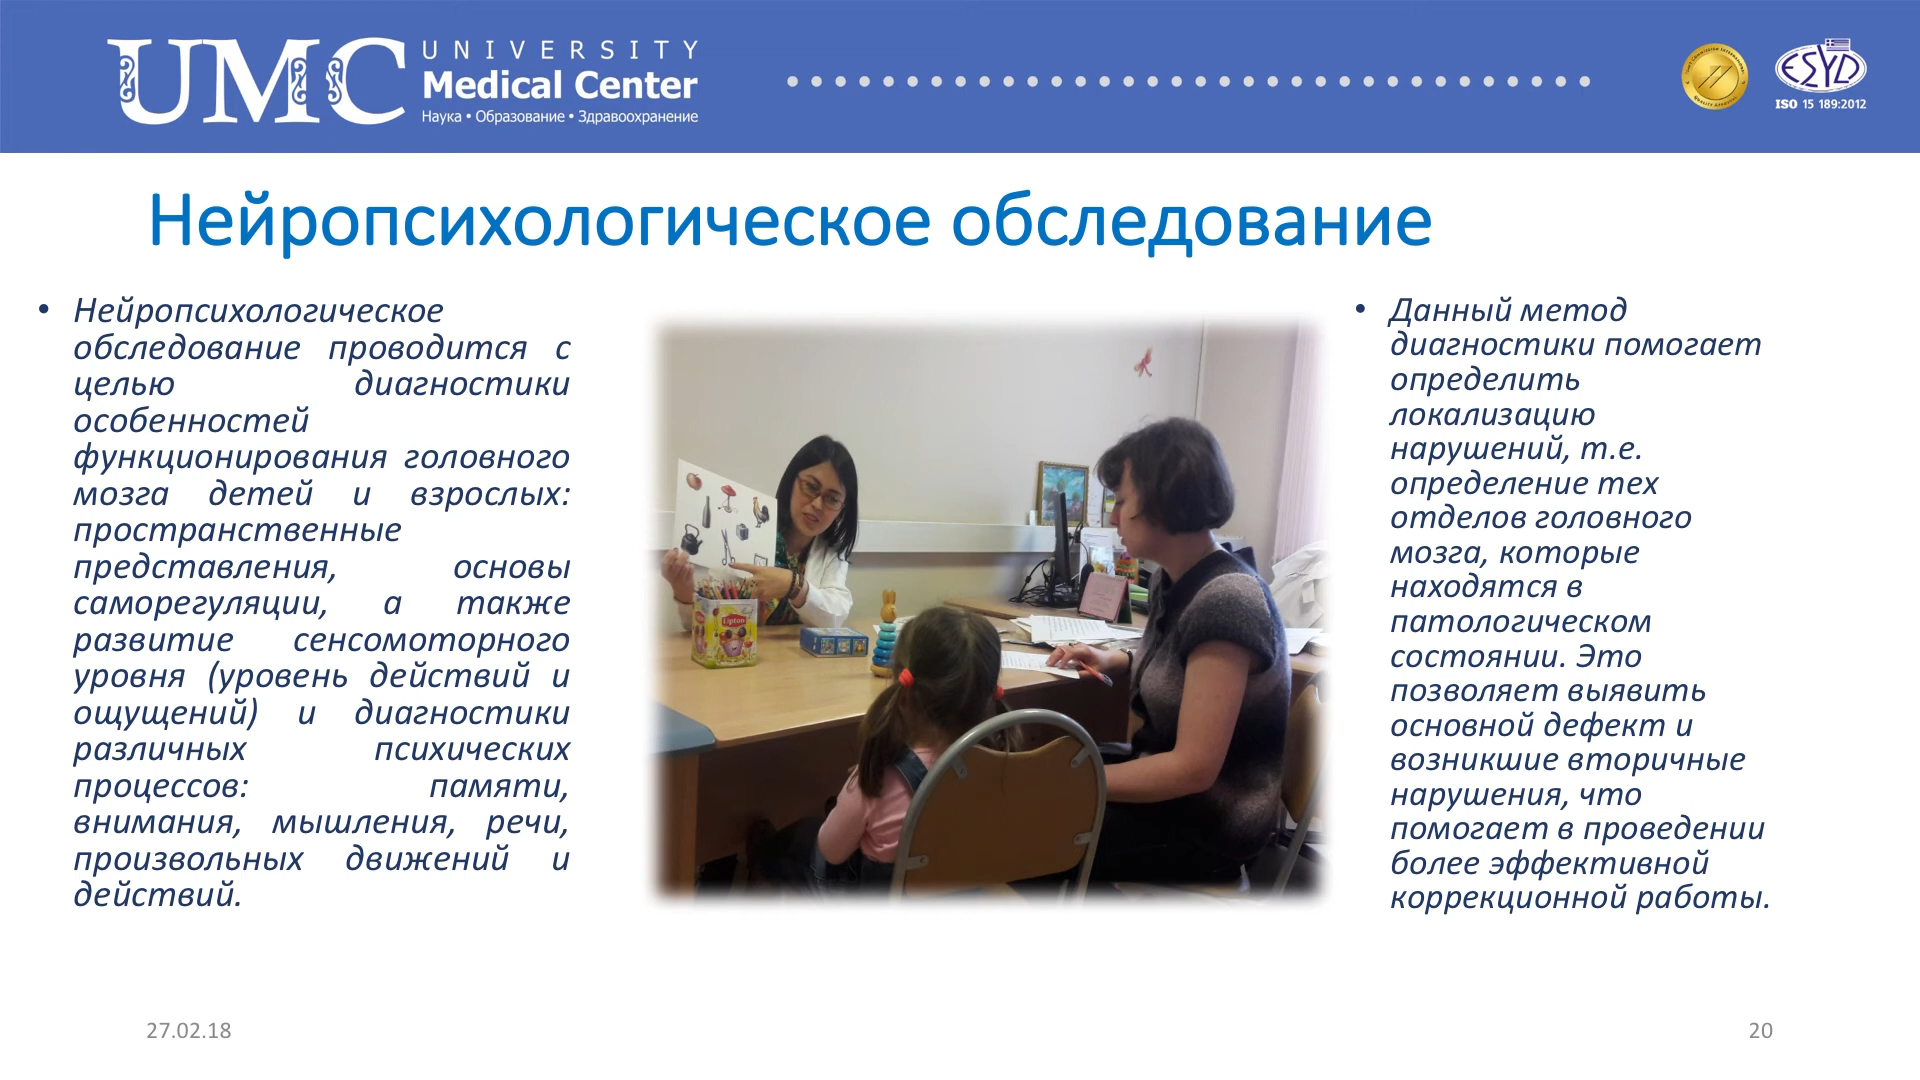 UMC
UNIVERSITY
Medical Center
Наука • Образование • Здравоохранение
ESYD
ISO 15 189:2012
Нейропсихологическое обследование
• Нейропсихологическое
обследование проводится с
целью диагностики
особенностей
функционирования головного
мозга детей и взрослых:
пространственные
представления, основы
саморегуляции, а также
развитие сенсомоторного
уровня (уровень действий и
ощущений) и диагностики
различных психических
процессов: памяти,
внимания, мышления, речи,
произвольных движений и
действий.
Lipton
• Данный метод
диагностики помогает
определить
локализацию
нарушений, т.е.
определение тех
отделов головного
мозга, которые
находятся в
патологическом
состоянии. Это
позволяет выявить
основной дефект и
возникшие вторичные
нарушения, что
помогает в проведении
более эффективной
коррекционной работы.
27.02.18
20